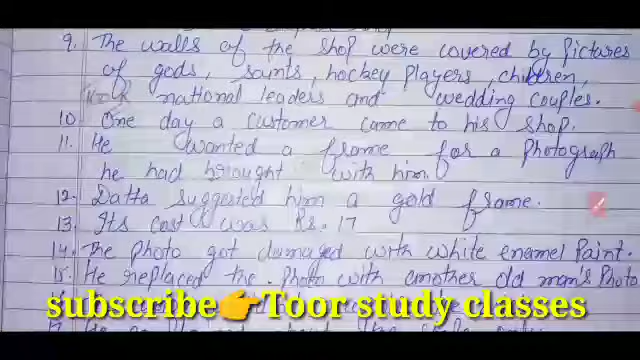 9. The walls of the shop were covered by pictures
of gods, saints, hockey players, children,
national leaders and wedding couples.
10. One day a customer came to his shop.
11. He wanted a frame for a photograph
he had brought with him.
12. Datta suggested him a gold frame.
13. Its cost was Rs. 17
14. The photo got damaged with white enamel Paint.
15. He replaced the Photo with another old man's Photo
subscribe👉Toor study classes